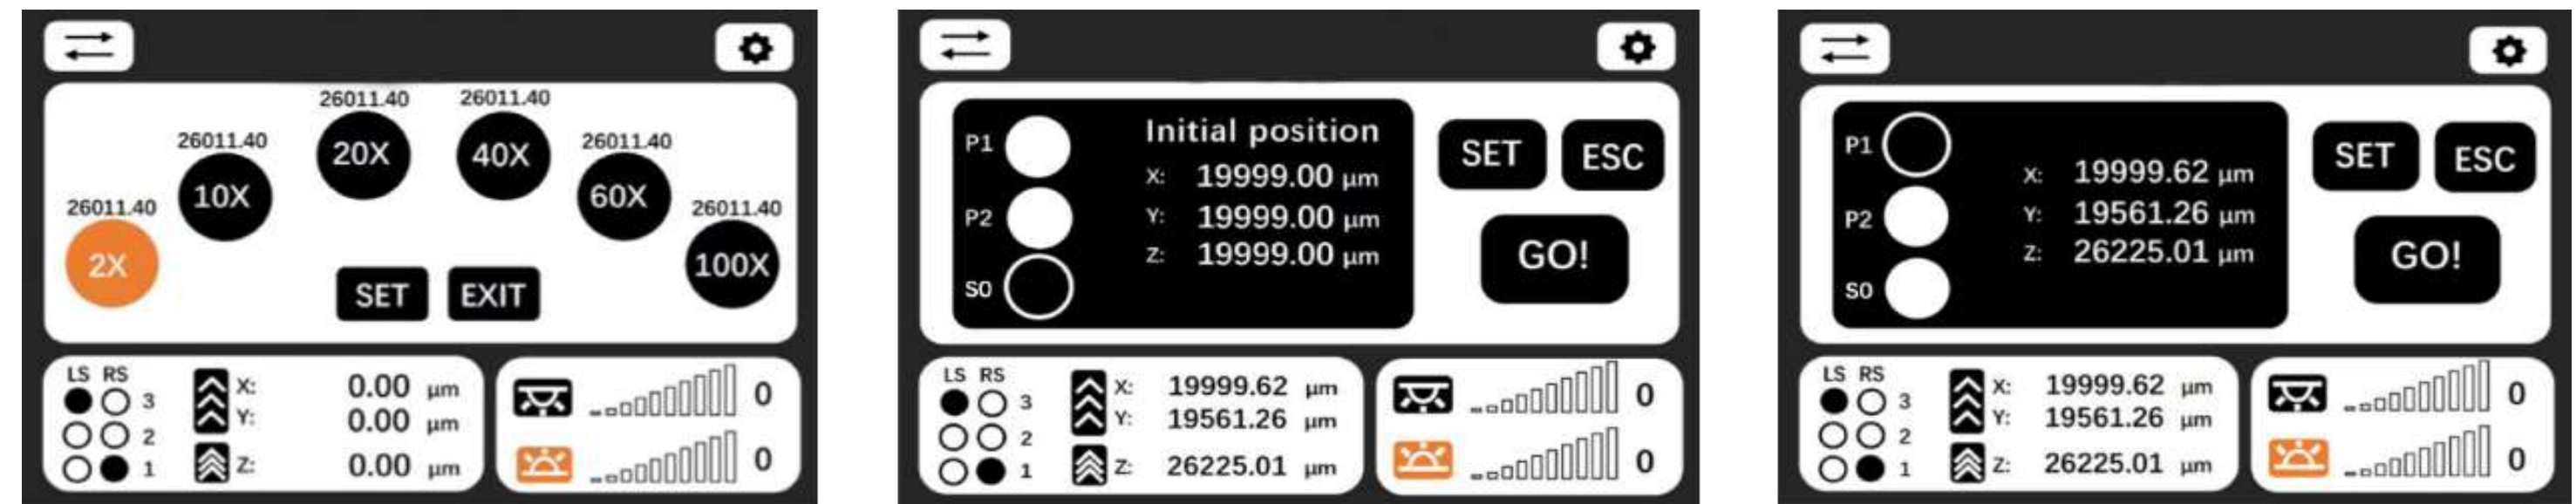 26011.40 26011.40
20X 40X
26011.40 26011.40
10X 60X
26011.40 26011.40
2X 100X
SET EXIT
LS RS
3
2
1
X: 0.00 µm
Y: 0.00 µm
Z: 0.00 µm
0
0
P1
P2
S0
Initial position
X: 19999.00 µm
Y: 19999.00 µm
Z: 19999.00 µm
SET ESC
GO!
LS RS
3
2
1
X: 19999.62 µm
Y: 19561.26 µm
Z: 26225.01 µm
0
0
P1
P2
S0
X: 19999.62 µm
Y: 19561.26 µm
Z: 26225.01 µm
SET ESC
GO!
LS RS
3
2
1
X: 19999.62 µm
Y: 19561.26 µm
Z: 26225.01 µm
0
0